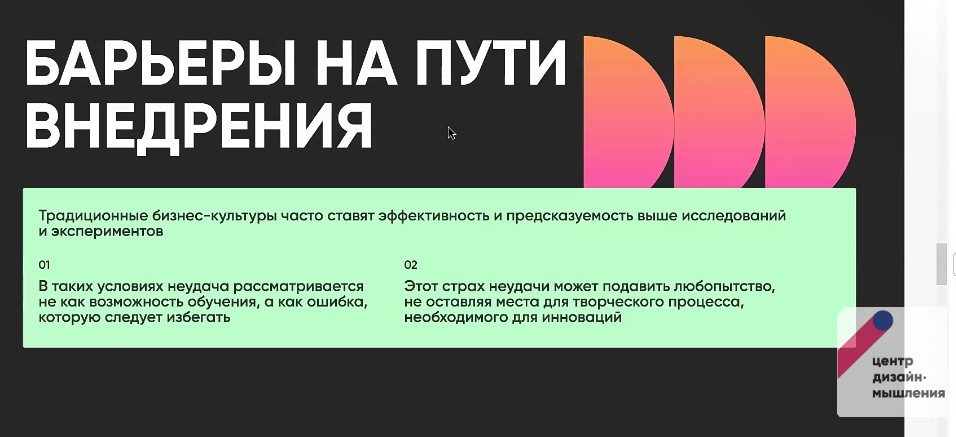 БАРЬЕРЫ НА ПУТИ
ВНЕДРЕНИЯ
Традиционные бизнес-культуры часто ставят эффективность и предсказуемость выше исследований
и экспериментов
01
В таких условиях неудача рассматривается
не как возможность обучения, а как ошибка,
которую следует избегать
02
Этот страх неудачи может подавить любопытство,
не оставляя места для творческого процесса,
необходимого для инноваций
центр
дизайн-
мышления